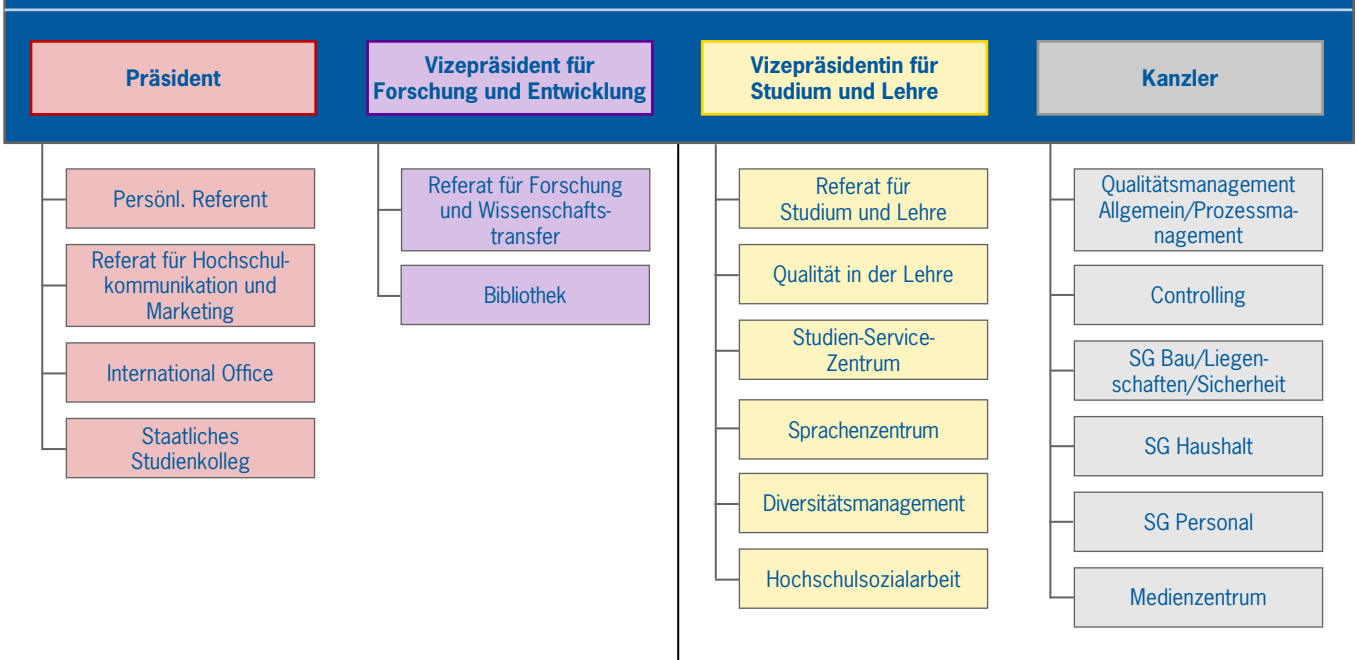 Präsident
Vizepräsident für
Forschung und Entwicklung
Vizepräsidentin für
Studium und Lehre
Kanzler
Persönl. Referent
Referat für Hochschul-
kommunikation und
Marketing
International Office
Staatliches
Studienkolleg
Referat für Forschung
und Wissenschafts-
transfer
Bibliothek
Referat für
Studium und Lehre
Qualität in der Lehre
Studien-Service-
Zentrum
Sprachenzentrum
Diversitätsmanagement
Hochschulsozialarbeit
Qualitätsmanagement
Allgemein/Prozessma-
nagement
Controlling
SG Bau/Liegen-
schaften/Sicherheit
SG Haushalt
SG Personal
Medienzentrum